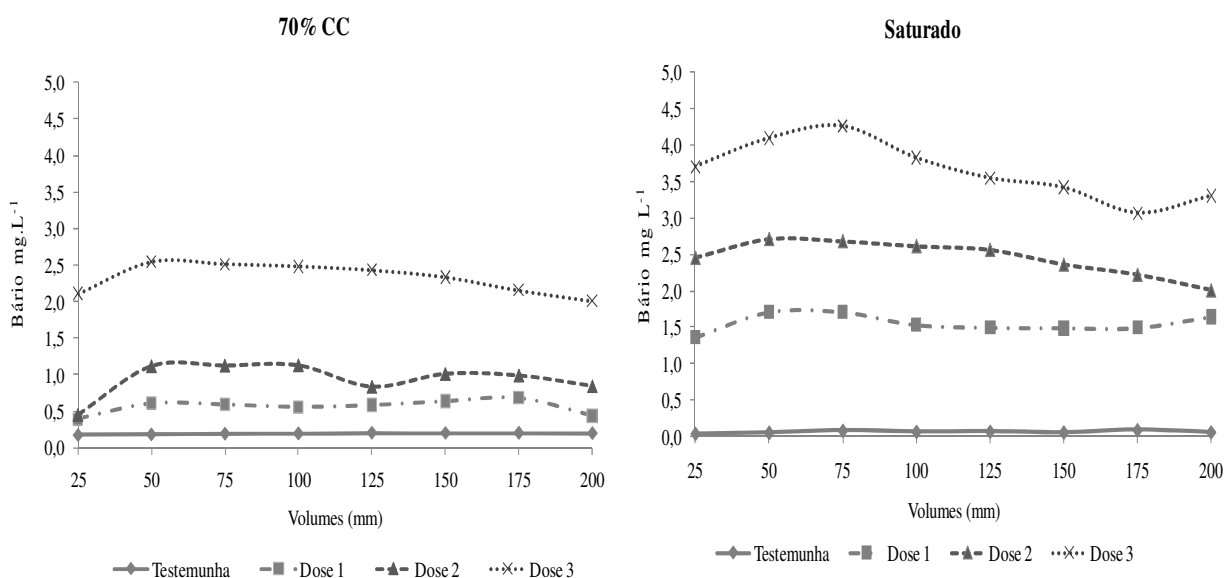 70% CC
5,0
4,5
4,0
3,5
3,0
2,5
2,0
1,5
1,0
0,5
0,0
Bário mg.L-1
25 50 75 100 125 150 175 200
Volumes (mm)
Testemunha Dose 1 Dose 2 Dose 3
Saturado
5,0
4,5
4,0
3,5
3,0
2,5
2,0
1,5
1,0
0,5
0,0
Bário mg L-1
25 50 75 100 125 150 175 200
Volumes (mm)
Testemunha Dose 1 Dose 2 Dose 3